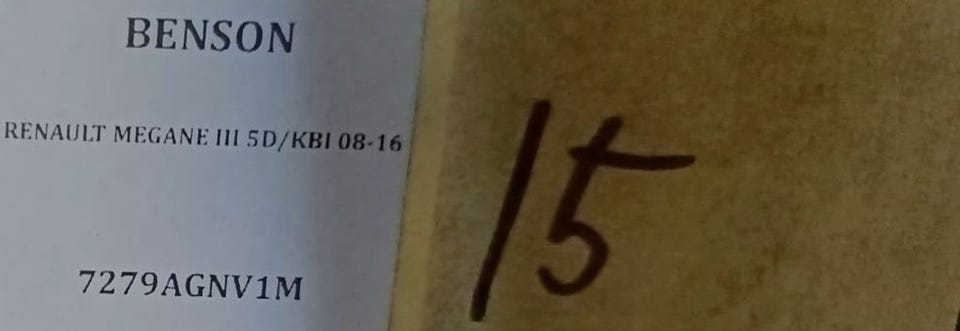 BENSON
RENAULT MEGANE III 5D/KBI 08-16
7279AGNV1M
15